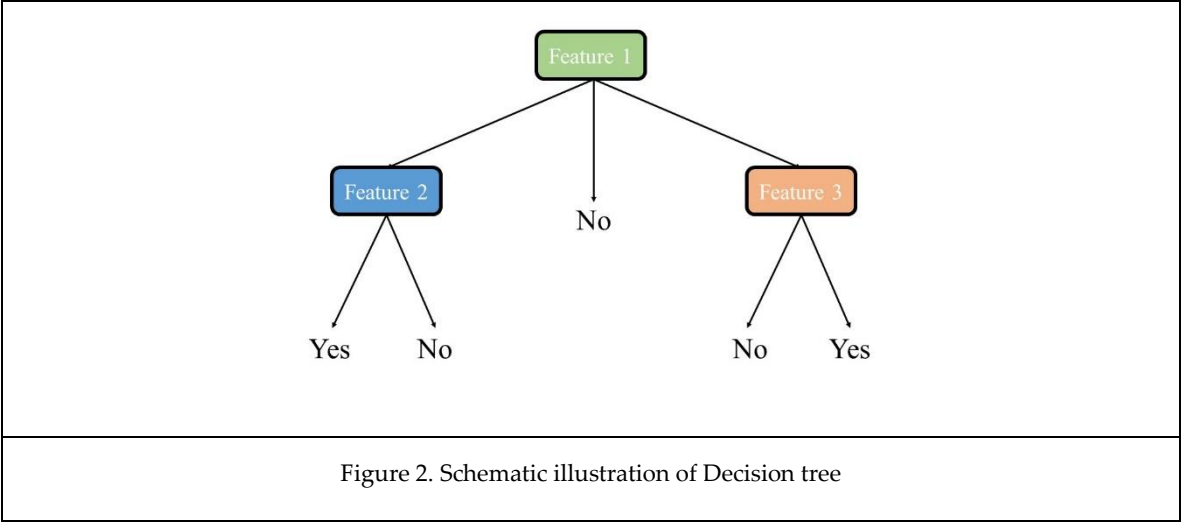 Feature 1
Feature 2
Feature 3
No
Yes
No
No
Yes
Figure 2. Schematic illustration of Decision tree